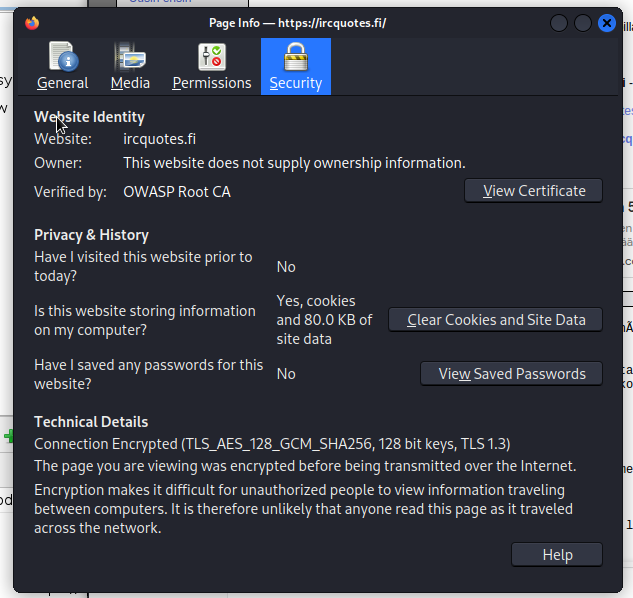 Page Info — https://ircquotes.fi/
General Media Permissions Security
Website Identity
Website: ircquotes.fi
Owner: This website does not supply ownership information.
Verified by: OWASP Root CA View Certificate
Privacy & History
Have I visited this website prior to
today?
No
Is this website storing information
on my computer?
Yes, cookies
and 80.0 KB of
site data
Clear Cookies and Site Data
Have I saved any passwords for this
website?
No View Saved Passwords
Technical Details
Connection Encrypted (TLS_AES_128_GCM_SHA256, 128 bit keys, TLS 1.3)
The page you are viewing was encrypted before being transmitted over the Internet.
Encryption makes it difficult for unauthorized people to view information traveling
between computers. It is therefore unlikely that anyone read this page as it traveled
across the network.
Help